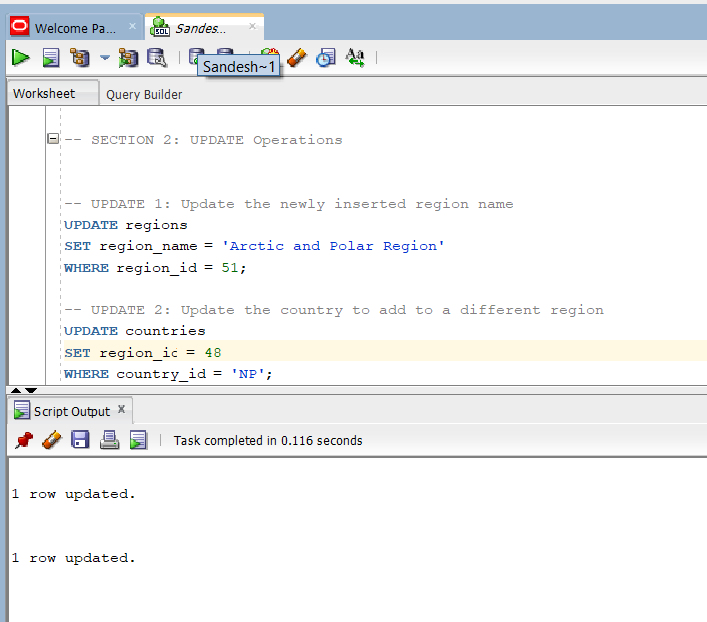 Welcome Pa...
Sandes...
Sandesh~1
Worksheet
Query Builder
-- SECTION 2: UPDATE Operations
-- UPDATE 1: Update the newly inserted region name
UPDATE regions
SET region_name = 'Arctic and Polar Region'
WHERE region_id = 51;
-- UPDATE 2: Update the country to add to a different region
UPDATE countries
SET region_id = 48
WHERE country_id = 'NP';
Script Output
Task completed in 0.116 seconds
1 row updated.
1 row updated.